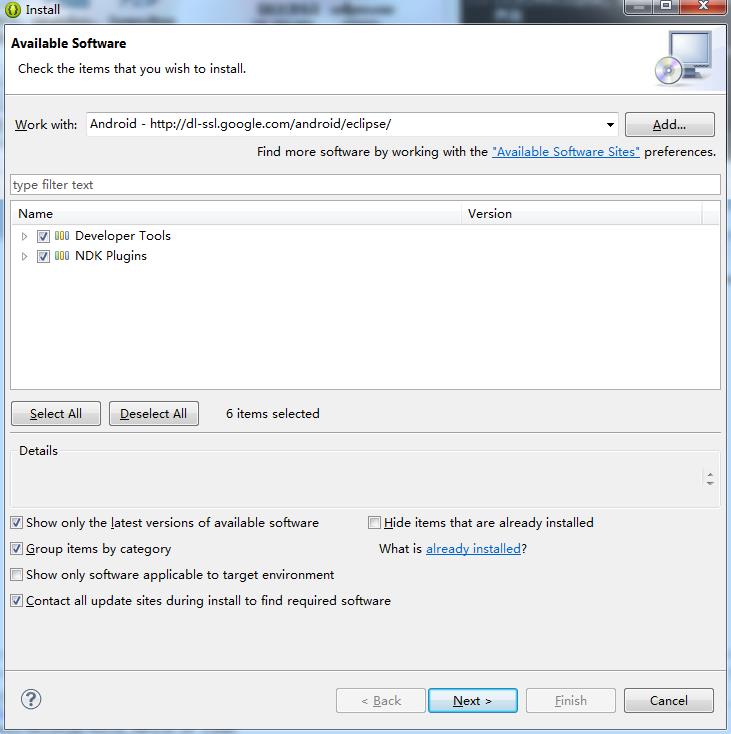 Install
Available Software
Check the items that you wish to install.
Work with: Android - http://dl-ssl.google.com/android/eclipse/ Add...
Find more software by working with the "Available Software Sites" preferences.
type filter text
Name Version
Developer Tools
NDK Plugins
Select All Deselect All 6 items selected
Details
Show only the latest versions of available software Hide items that are already installed
Group items by category What is already installed?
Show only software applicable to target environment
Contact all update sites during install to find required software
? < Back Next > Finish Cancel